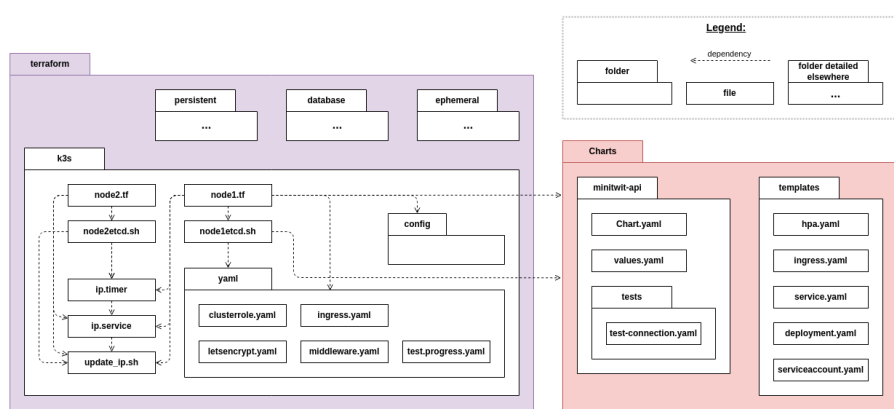 Legend:
dependency
folder
file
folder detailed
elsewhere
...
terraform
persistent
...
database
...
ephemeral
...
k3s
node2.tf
node1.tf
node2etcd.sh
node1etcd.sh
config
ip.timer
yaml
ip.service
clusterrole.yaml
ingress.yaml
update_ip.sh
letsencrypt.yaml
middleware.yaml
test.progress.yaml
Charts
minitwit-api
Chart.yaml
values.yaml
tests
test-connection.yaml
templates
hpa.yaml
ingress.yaml
service.yaml
deployment.yaml
serviceaccount.yaml